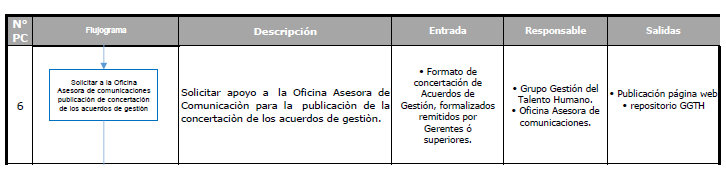 N°
PC
Flujograma
Descripción
Entrada
Responsable
Salidas
6
Solicitar a la Oficina
Asesora de comunicaciones
publicación de concertación
de los acuerdos de gestión
Solicitar apoyo a la Oficina Asesora de
Comunicaciòn para la publicaciòn de la
concertaciòn de los acuerdos de gestiòn.
• Formato de
concertación de
Acuerdos de
Gestión, formalizados
remitidos por
Gerentes ó
superiores.
• Grupo Gestión del
Talento Humano.
• Oficina Asesora de
comunicaciones.
• Publicación página web
• repositorio GGTH